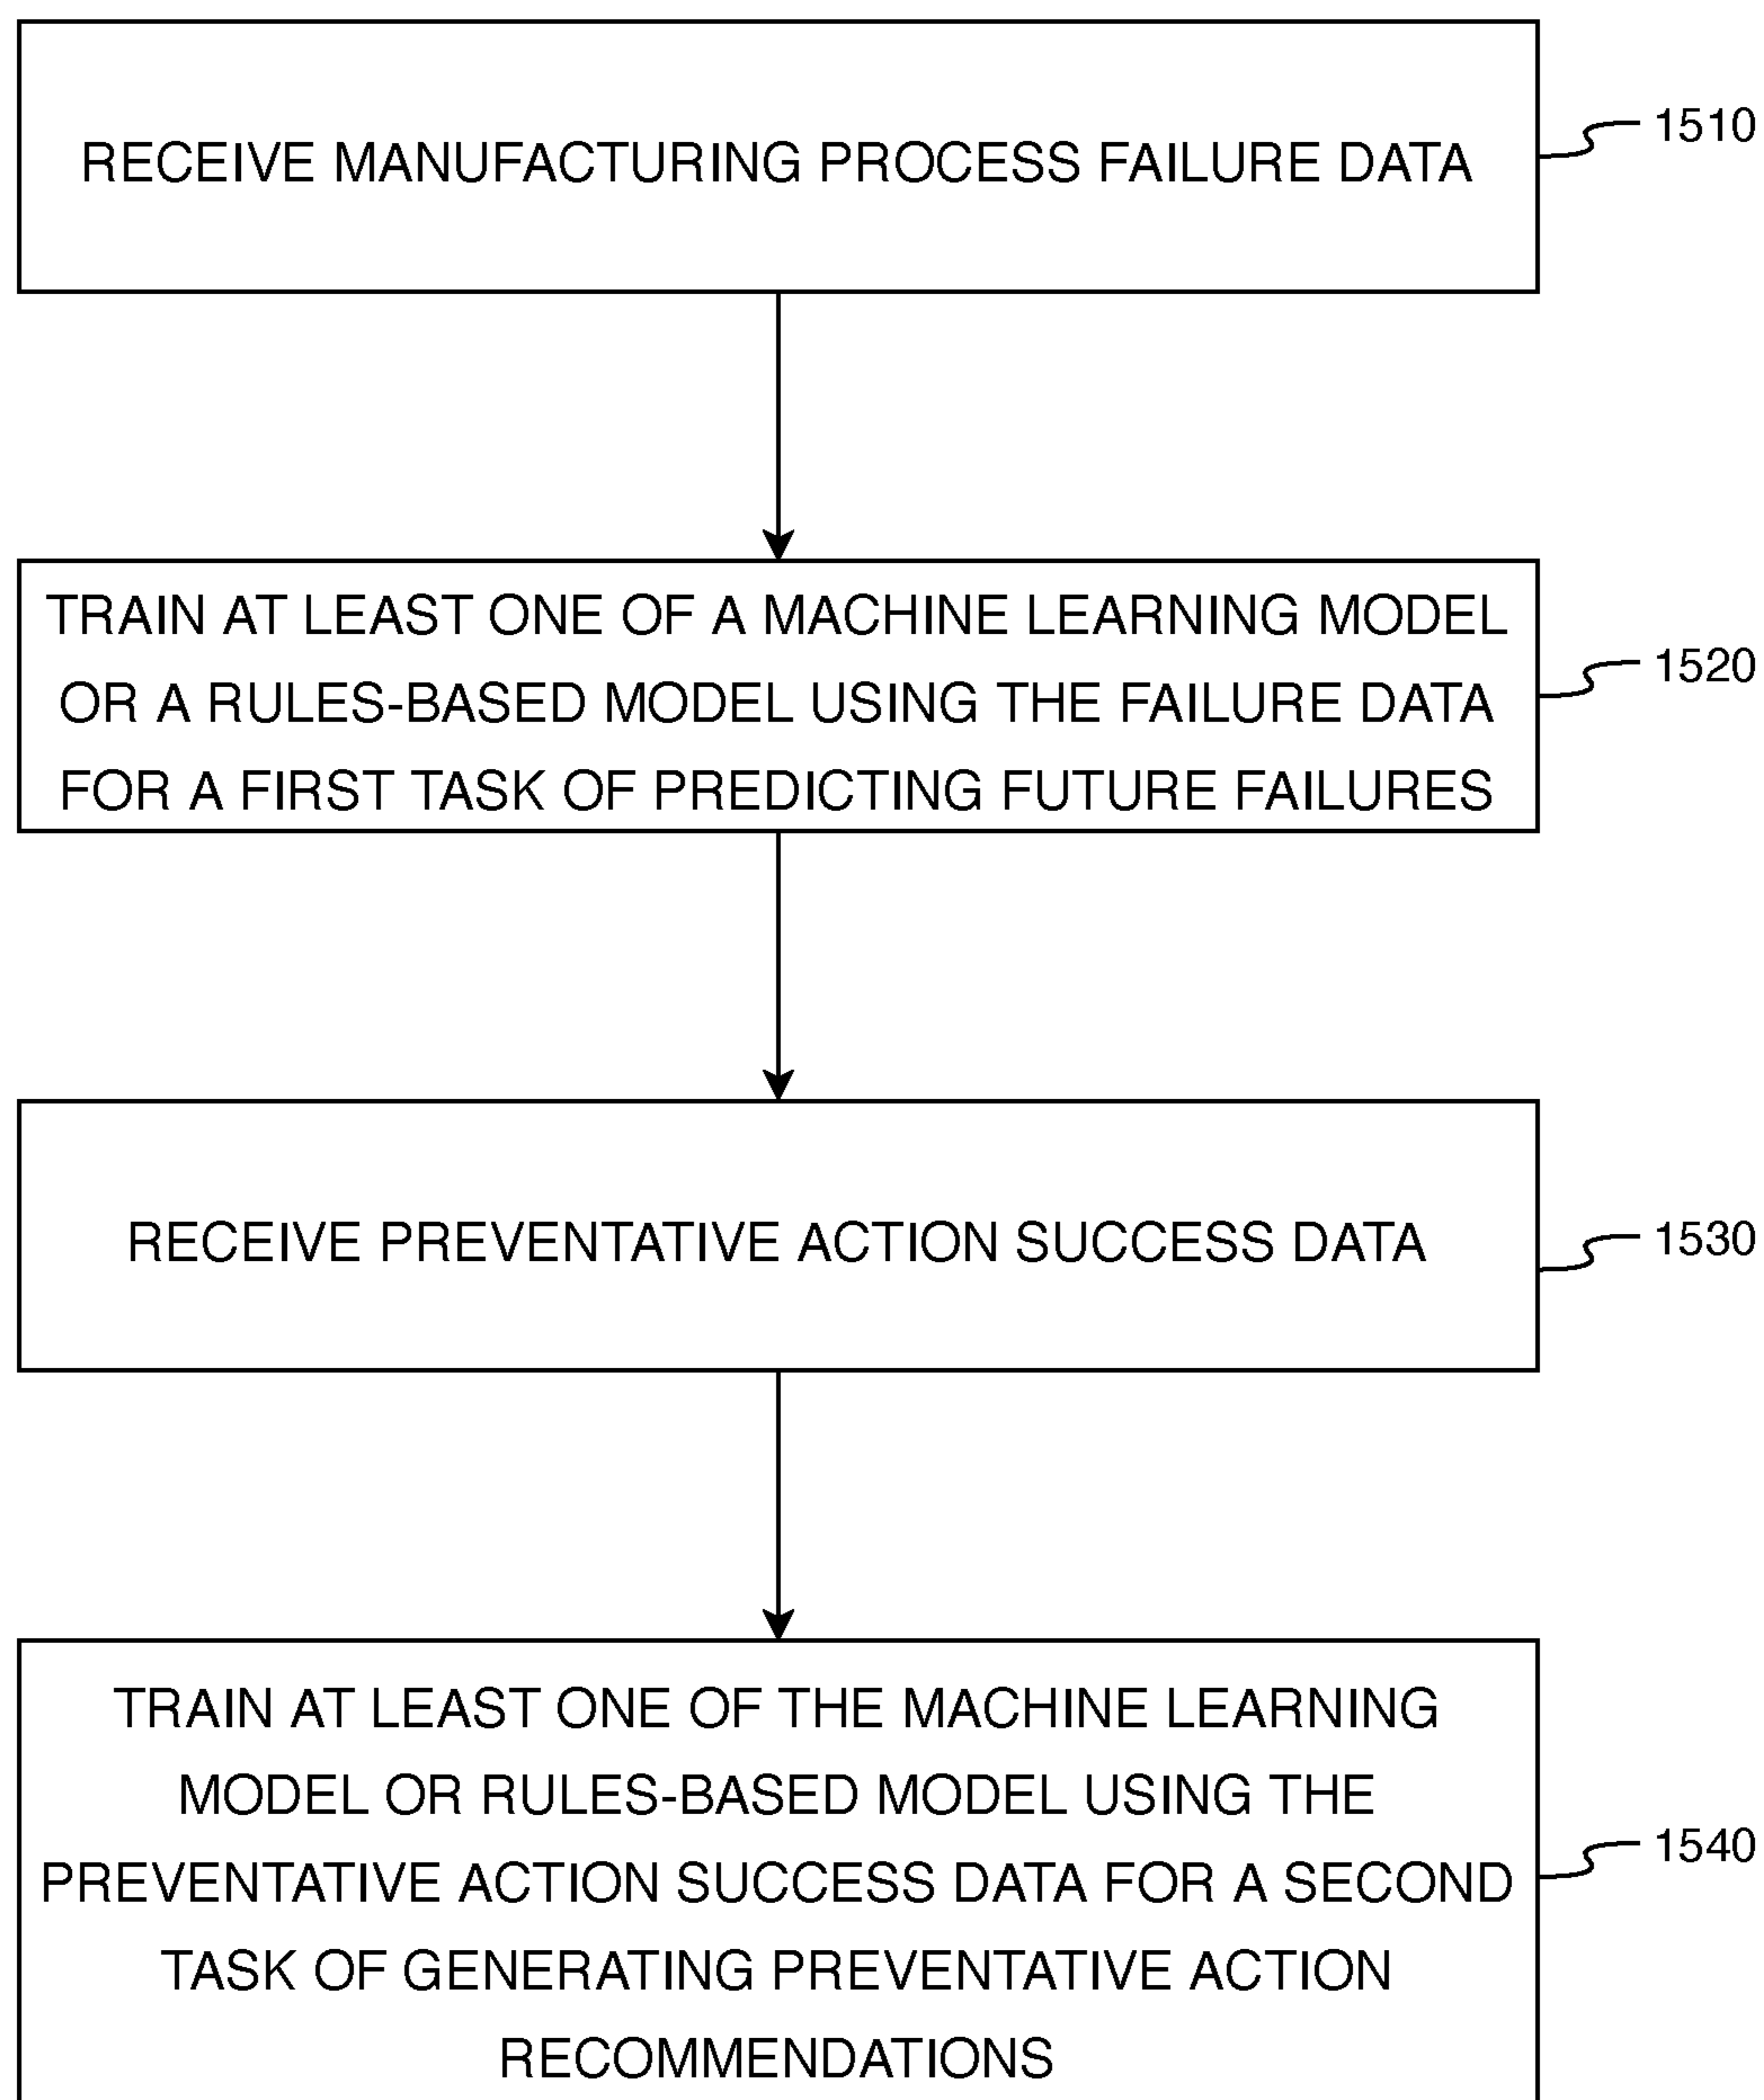 RECEIVE MANUFACTURING PROCESS FAILURE DATA
1510
TRAIN AT LEAST ONE OF A MACHINE LEARNING MODEL
OR A RULES-BASED MODEL USING THE FAILURE DATA
FOR A FIRST TASK OF PREDICTING FUTURE FAILURES
1520
RECEIVE PREVENTATIVE ACTION SUCCESS DATA
1530
TRAIN AT LEAST ONE OF THE MACHINE LEARNING
MODEL OR RULES-BASED MODEL USING THE
PREVENTATIVE ACTION SUCCESS DATA FOR A SECOND
TASK OF GENERATING PREVENTATIVE ACTION
RECOMMENDATIONS
1540